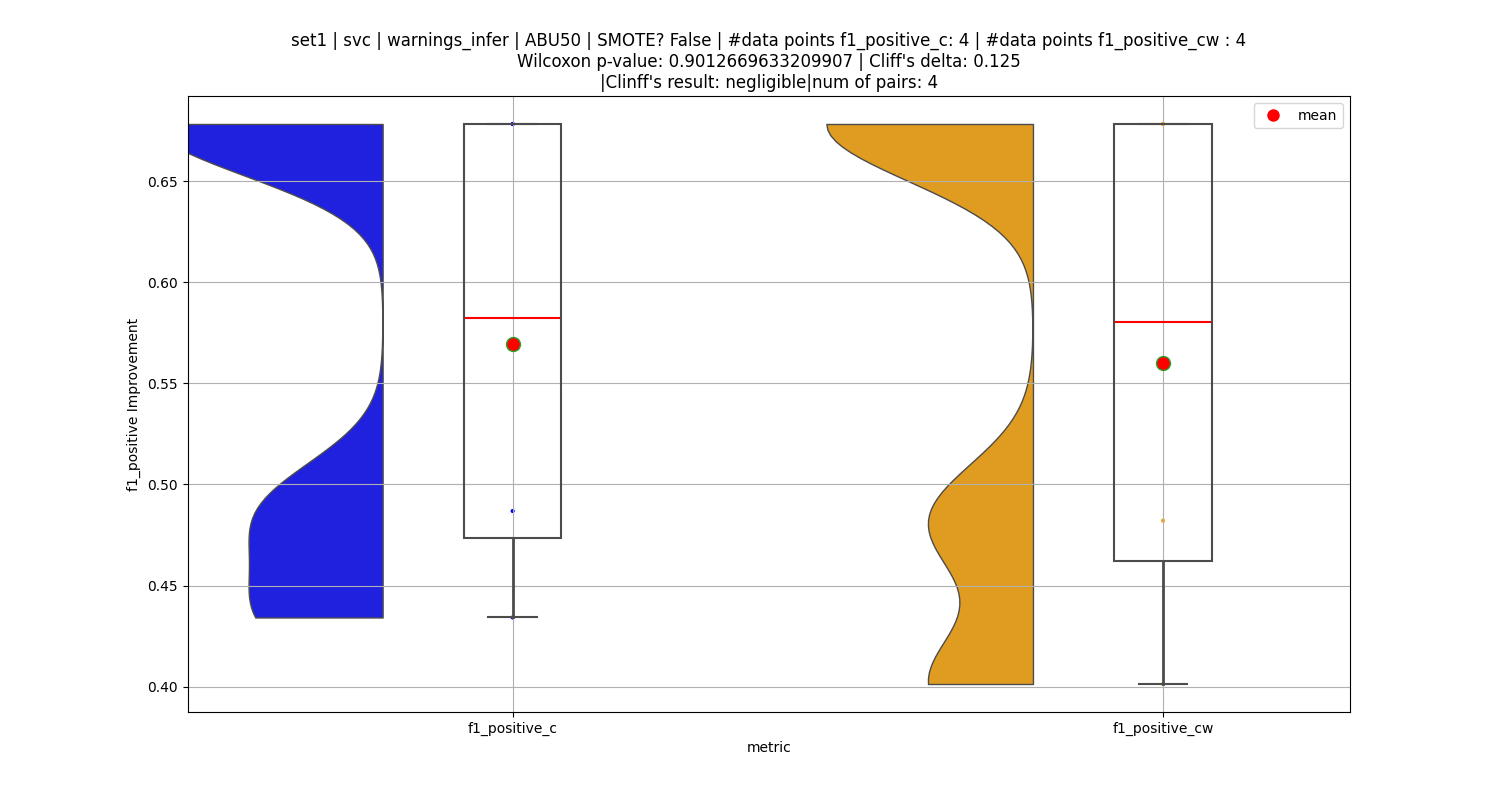 set1 | svc | warnings_infer | ABU50 | SMOTE? False | #data points f1_positive_c: 4 | #data points f1_positive_cw : 4
Wilcoxon p-value: 0.9012669633209907 | Cliff's delta: 0.125
|Clinff's result: negligible|num of pairs: 4
mean
0.65
0.60
0.55
0.50
0.45
0.40
f1_positive Improvement
f1_positive_c
f1_positive_cw
metric